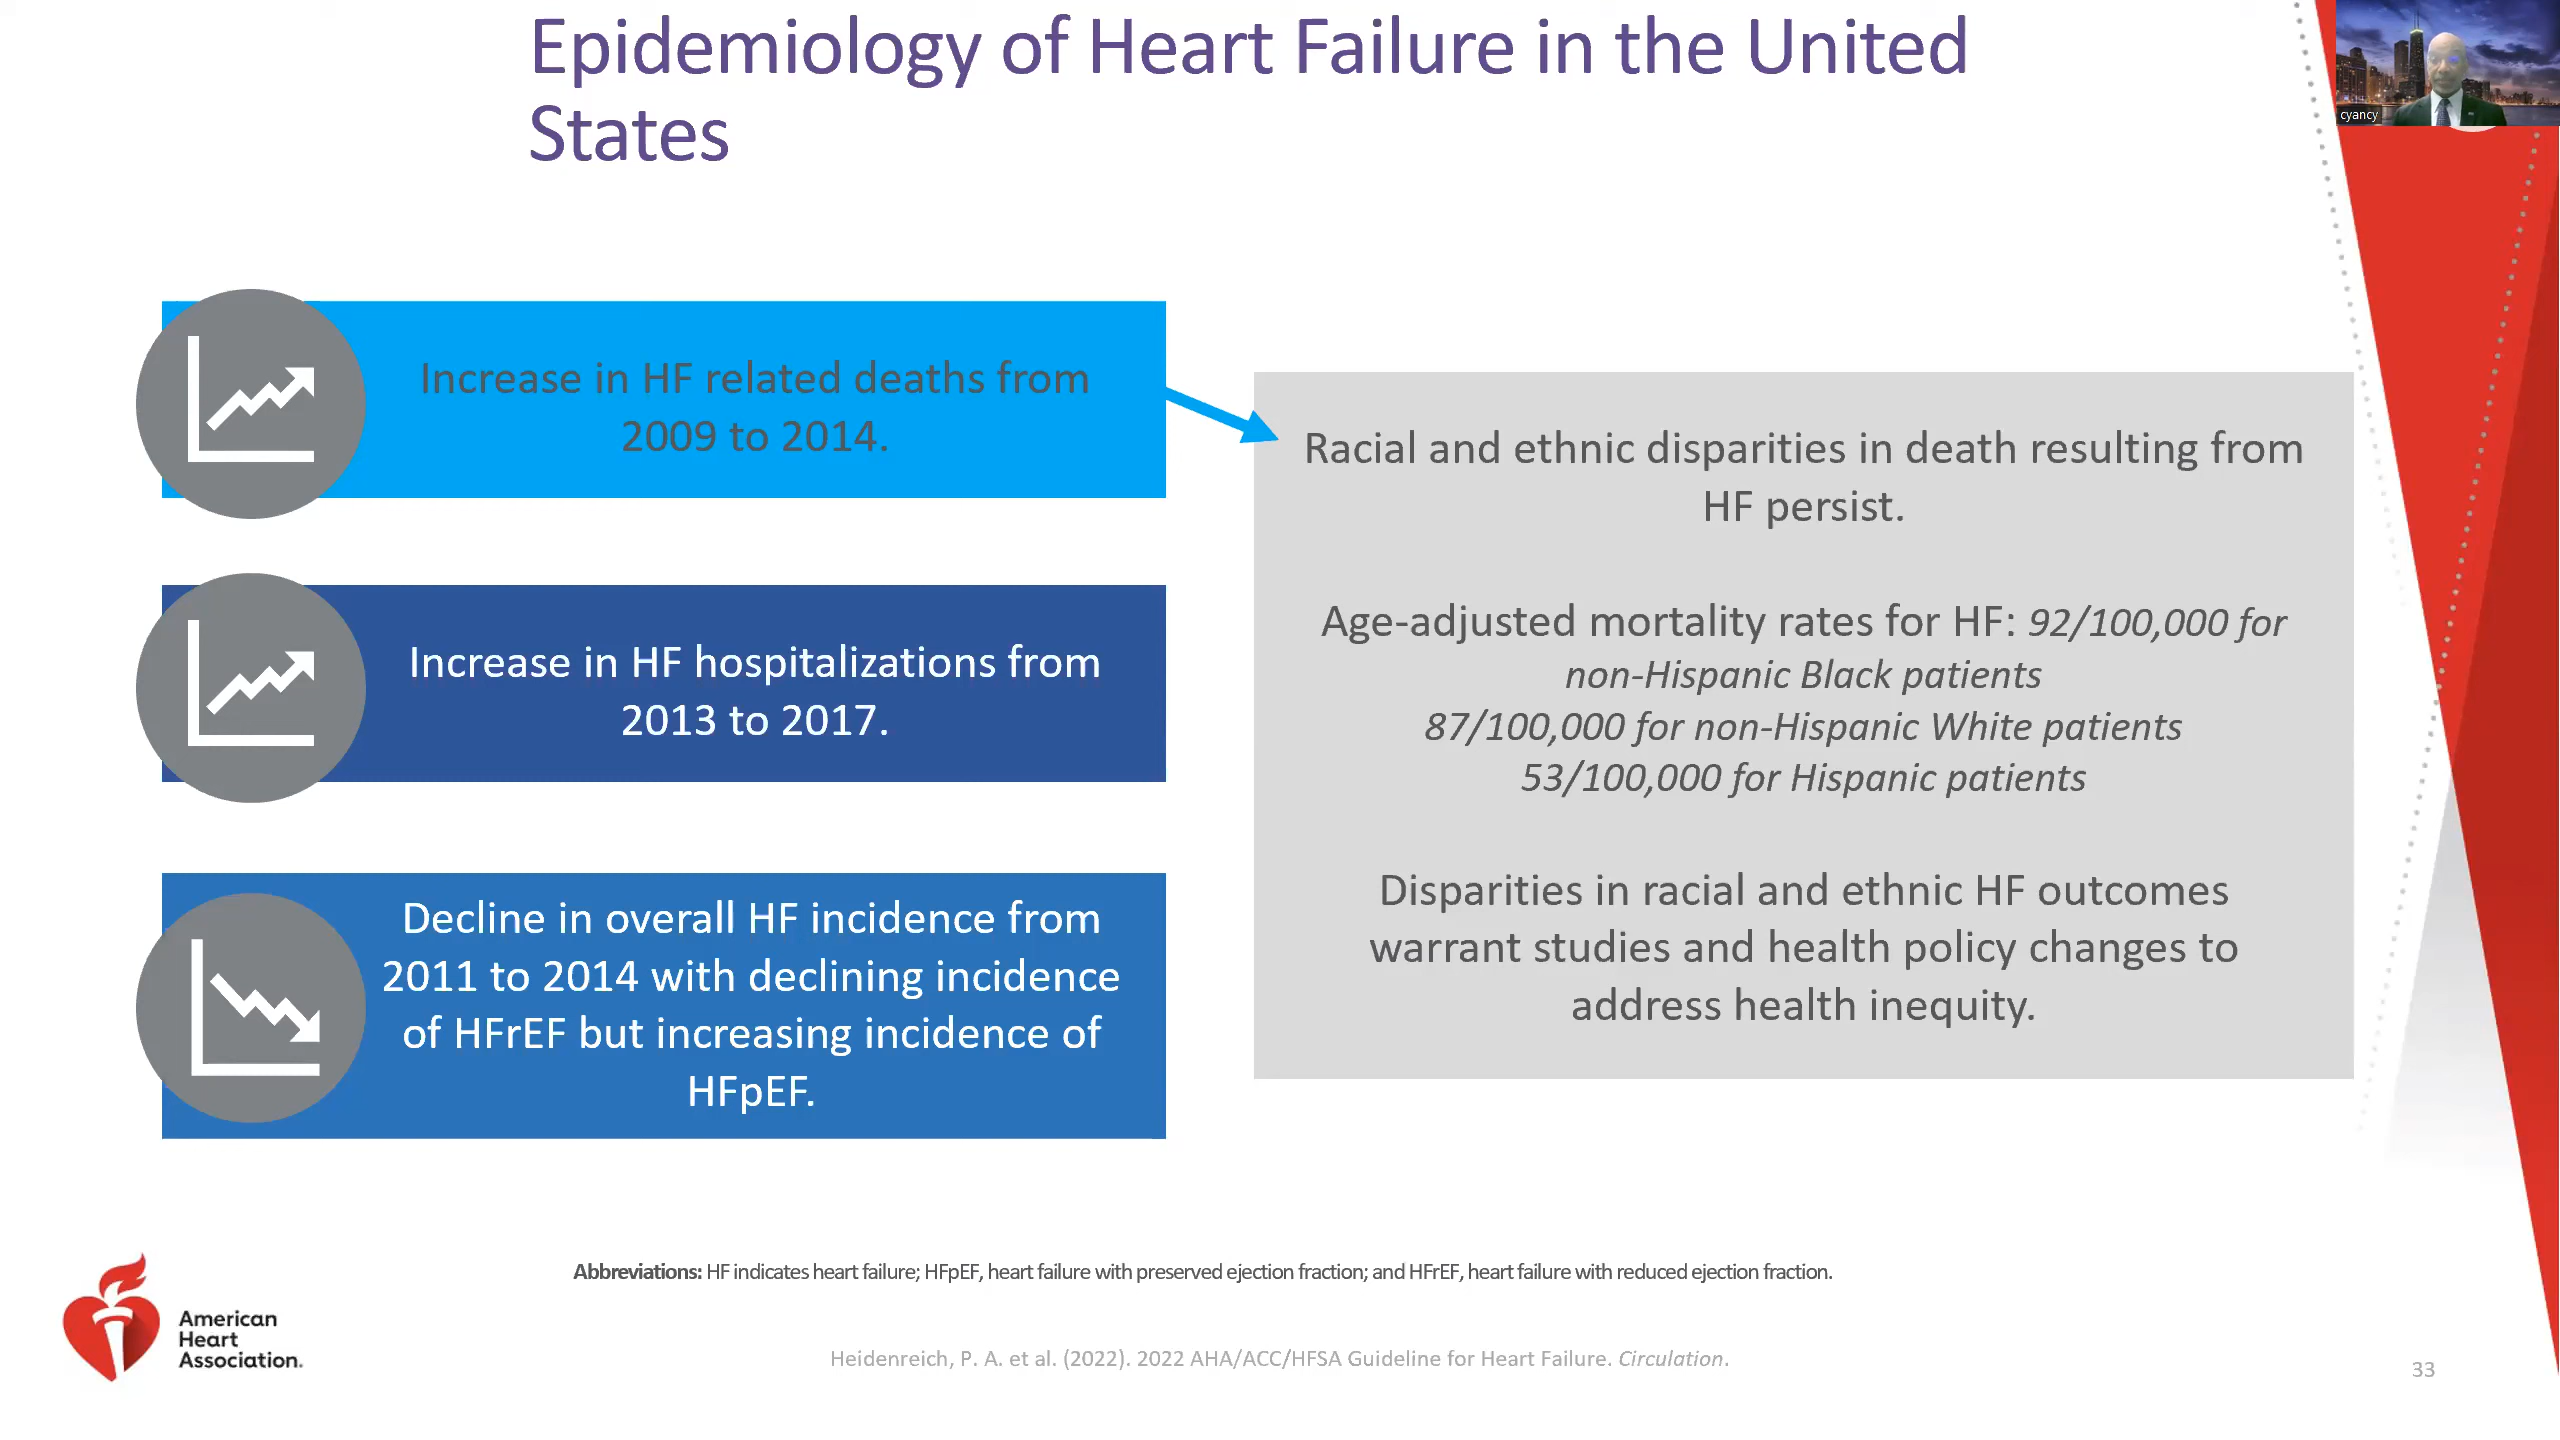 Epidemiology of Heart Failure in the United
States
cyancy
Increase in HF related deaths from
2009 to 2014.
Increase in HF hospitalizations from
2013 to 2017.
Decline in overall HF incidence from
2011 to 2014 with declining incidence
of HFrEF but increasing incidence of
HFpEF.
Racial and ethnic disparities in death resulting from
HF persist.
Age-adjusted mortality rates for HF: 92/100,000 for
non-Hispanic Black patients
87/100,000 for non-Hispanic White patients
53/100,000 for Hispanic patients
Disparities in racial and ethnic HF outcomes
warrant studies and health policy changes to
address health inequity.
Abbreviations: HF indicates heart failure; HFpEF, heart failure with preserved ejection fraction; and HFrEF, heart failure with reduced ejection fraction.
American
Heart
Association.
Heidenreich, P. A. et al. (2022). 2022 AHA/ACC/HFSA Guideline for Heart Failure. Circulation.
33